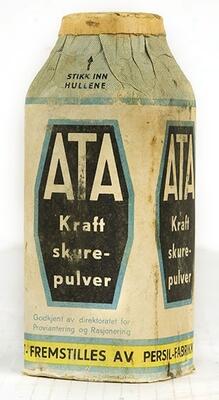 STIKK INN
HULLENE
ATA
Kraft
skure-
pulver
Godkjent av direktoratet for
Proviantering og Rasjonering
FREMSTILLES AV PERSIL-FABRIKK
ATA
Kraft
skure-
pulver